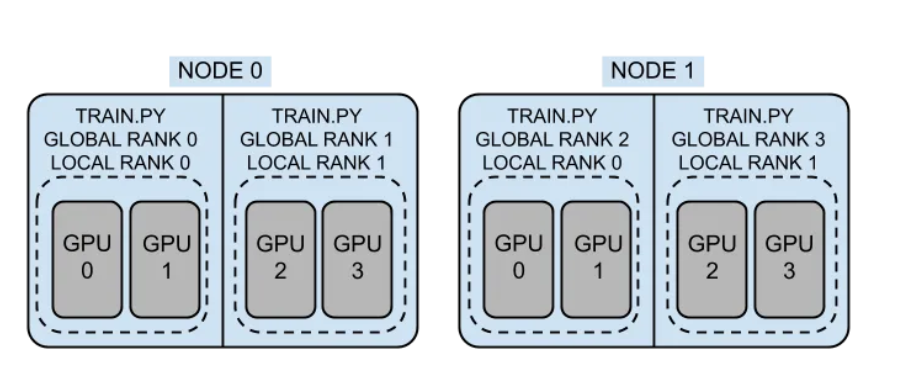 NODE 0
TRAIN.PY
GLOBAL RANK 0
LOCAL RANK 0
GPU
0
GPU
1
TRAIN.PY
GLOBAL RANK 1
LOCAL RANK 1
GPU
2
GPU
3
NODE 1
TRAIN.PY
GLOBAL RANK 2
LOCAL RANK 0
GPU
0
GPU
1
TRAIN.PY
GLOBAL RANK 3
LOCAL RANK 1
GPU
2
GPU
3